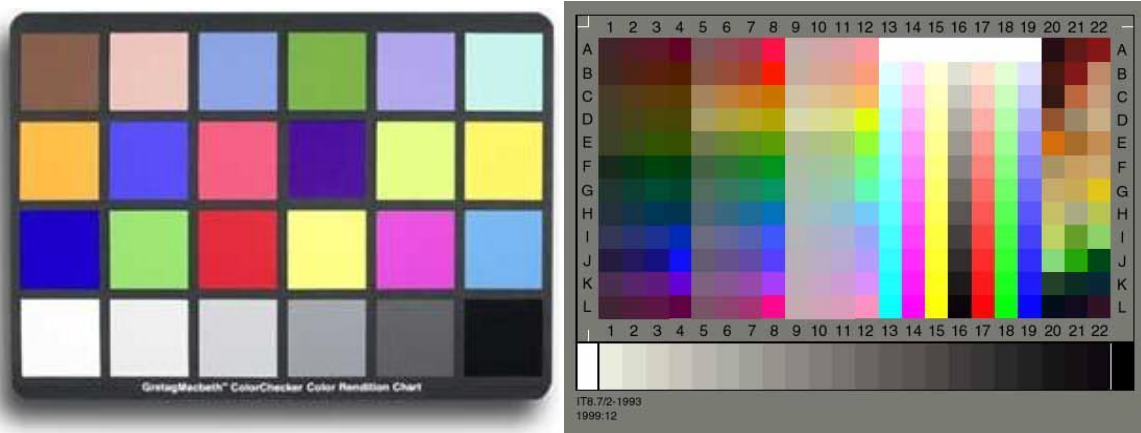 GretagMacbeth™ ColorChecker Color Rendition Chart
1 2 3 4 5 6 7 8 9 10 11 12 13 14 15 16 17 18 19 20 21 22
A A
B B
C C
D D
E E
F F
G G
H H
I I
J J
K K
L L
1 2 3 4 5 6 7 8 9 10 11 12 13 14 15 16 17 18 19 20 21 22
IT8.7/2-1993
1999:12